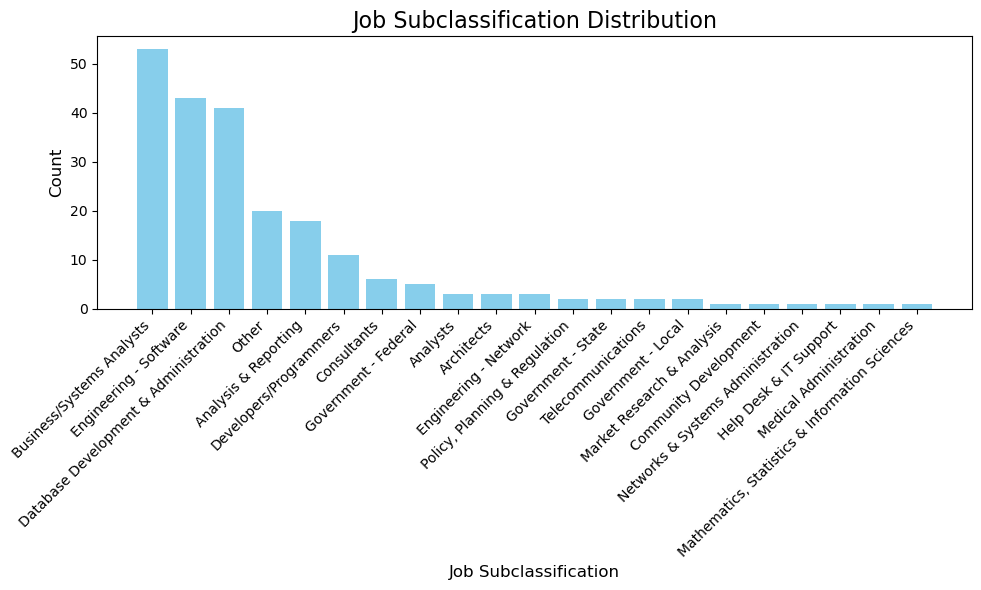 Job Subclassification Distribution
Count
50
40
30
20
10
0
Business/Systems Analysts
Engineering - Software
Database Development & Administration
Other
Analysis & Reporting
Developers/Programmers
Consultants
Government - Federal
Analysts
Architects
Engineering - Network
Policy, Planning & Regulation
Government - State
Telecommunications
Government - Local
Market Research & Analysis
Community Development
Networks & Systems Administration
Help Desk & IT Support
Medical Administration
Mathematics, Statistics & Information Sciences
Job Subclassification